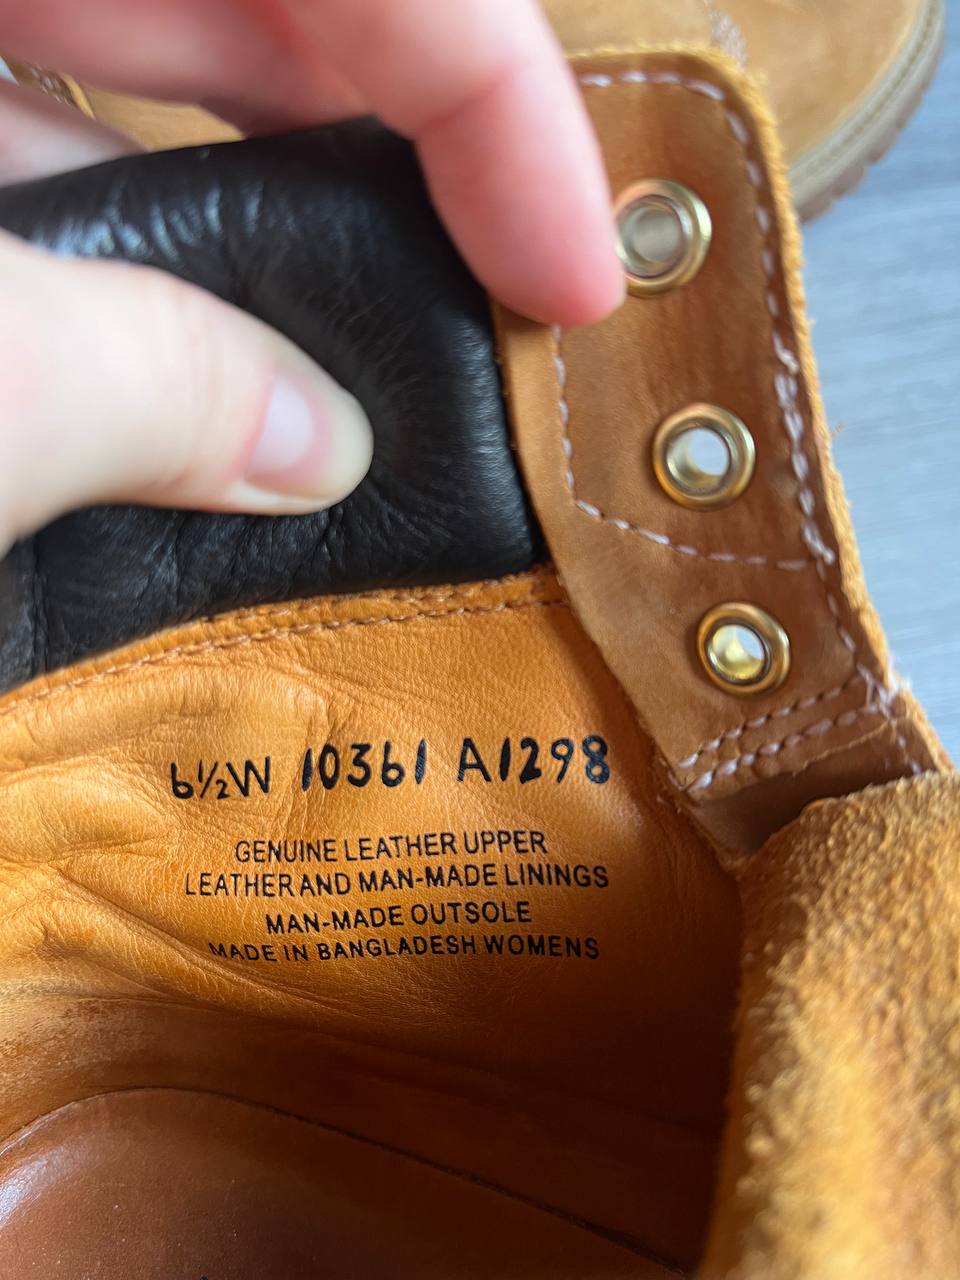 6½W 10361 A1298
GENUINE LEATHER UPPER
LEATHER AND MAN-MADE LININGS
MAN-MADE OUTSOLE
MADE IN BANGLADESH WOMENS